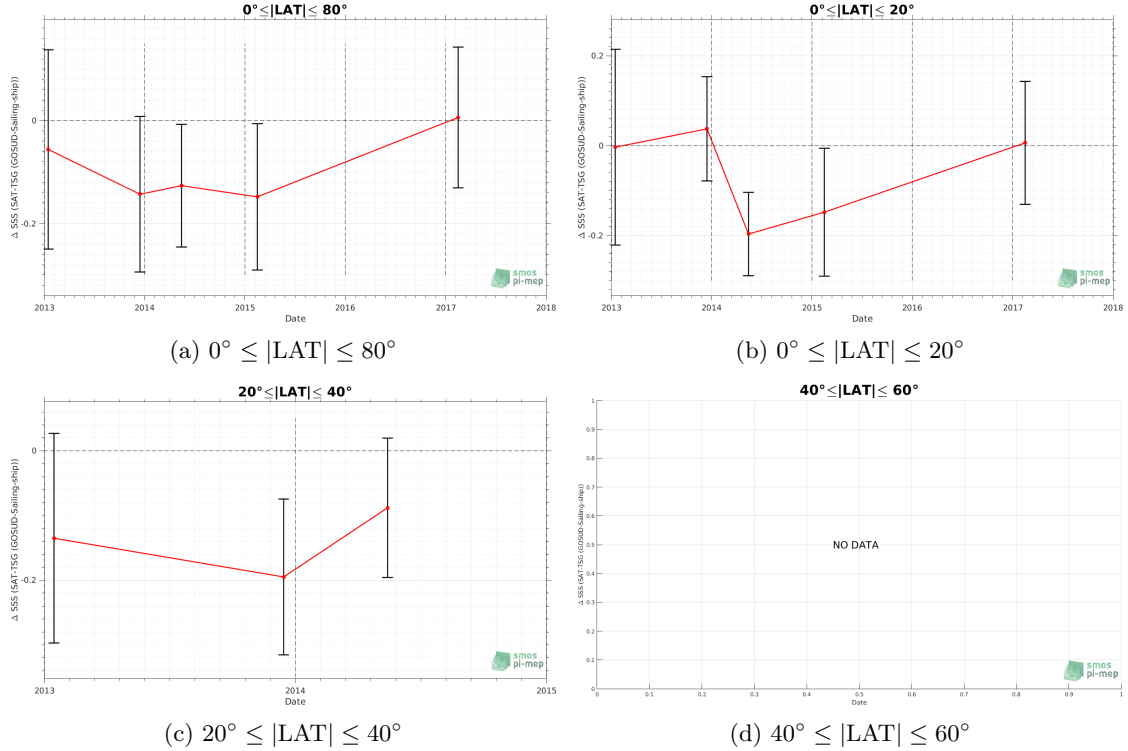 0°≤|LAT|≤ 80°
0
-0.2
Δ SSS (SAT-TSG (GOSUD-Sailing-ship))
2013 2014 2015 2016 2017 2018
Date
smos
pi-mep
(a) 0° ≤ |LAT| ≤ 80°
0°≤|LAT|≤ 20°
0.2
0
-0.2
Δ SSS (SAT-TSG (GOSUD-Sailing-ship))
2013 2014 2015 2016 2017 2018
Date
smos
pi-mep
(b) 0° ≤ |LAT| ≤ 20°
20°≤|LAT|≤ 40°
0
-0.2
Δ SSS (SAT-TSG (GOSUD-Sailing-ship))
2013 2014 2015
Date
smos
pi-mep
(c) 20° ≤ |LAT| ≤ 40°
40°≤|LAT|≤ 60°
1
0.9
0.8
0.7
0.6
0.5
0.4
0.3
0.2
0.1
0
Δ SSS (SAT-TSG (GOSUD-Sailing-ship))
NO DATA
0 0.1 0.2 0.3 0.4 0.5 0.6 0.7 0.8 0.9 1
Date
smos
pi-mep
(d) 40° ≤ |LAT| ≤ 60°